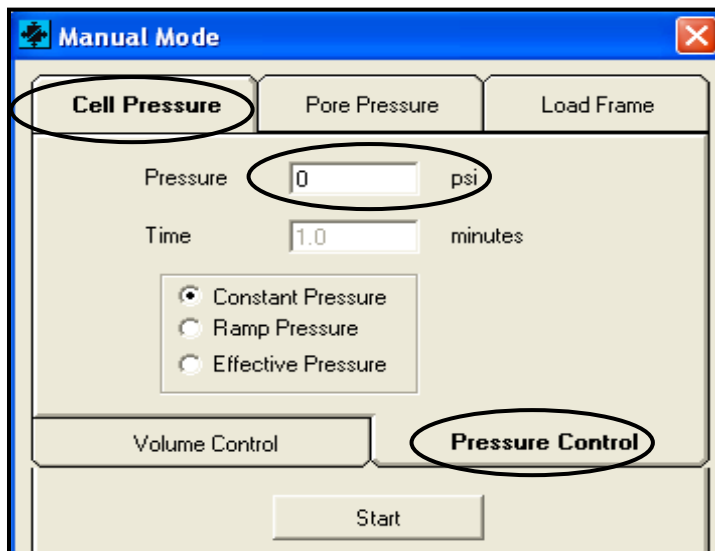 Manual Mode
Cell Pressure Pore Pressure Load Frame
Pressure 0 psi
Time 1.0 minutes
Constant Pressure
Ramp Pressure
Effective Pressure
Volume Control Pressure Control
Start